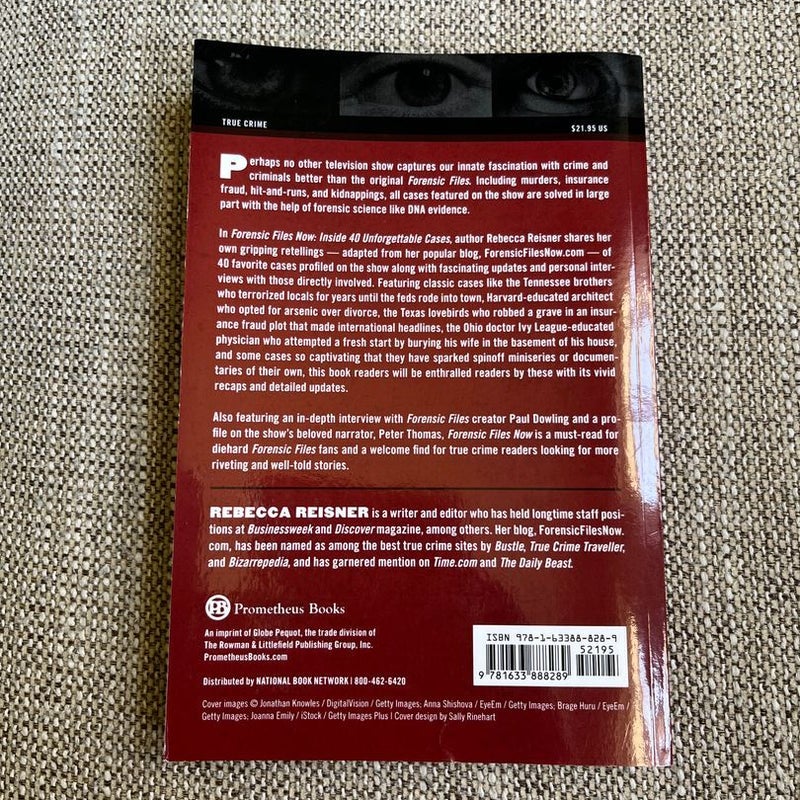 TRUE CRIME
$21.95 US
Perhaps no other television show captures our innate fascination with crime and
criminals better than the original Forensic Files. Including murders, insurance
fraud, hit-and-runs, and kidnappings, all cases featured on the show are solved in large
part with the help of forensic science like DNA evidence.
In Forensic Files Now: Inside 40 Unforgettable Cases, author Rebecca Reisner shares her
own gripping retellings — adapted from her popular blog, ForensicFilesNow.com — of
40 favorite cases profiled on the show along with fascinating updates and personal inter-
views with those directly involved. Featuring classic cases like the Tennessee brothers
who terrorized locals for years until the feds rode into town, Harvard-educated architect
who opted for arsenic over divorce, the Texas lovebirds who robbed a grave in an insur-
ance fraud plot that made international headlines, the Ohio doctor Ivy League-educated
physician who attempted a fresh start by burying his wife in the basement of his house,
and some cases so captivating that they have sparked spinoff miniseries or documen-
taries of their own, this book readers will be enthralled readers by these with its vivid
recaps and detailed updates.
Also featuring an in-depth interview with Forensic Files creator Paul Dowling and a pro-
file on the show's beloved narrator, Peter Thomas, Forensic Files Now is a must-read for
diehard Forensic Files fans and a welcome find for true crime readers looking for more
riveting and well-told stories.
REBECCA REISNER is a writer and editor who has held longtime staff posi-
tions at Businessweek and Discover magazine, among others. Her blog, ForensicFilesNow.
com, has been named as among the best true crime sites by Bustle, True Crime Traveller,
and Bizarrepedia, and has garnered mention on Time.com and The Daily Beast.
PB Prometheus Books
An imprint of Globe Pequot, the trade division of
The Rowman & Littlefield Publishing Group, Inc.
PrometheusBooks.com
Distributed by NATIONAL BOOK NETWORK | 800-462-6420
ISBN 978-1-63388-828-9
52195
9 781633 888289
Cover images © Jonathan Knowles / DigitalVision / Getty Images; Anna Shishova / EyeEm / Getty Images; Brage Huru / EyeEm /
Getty Images; Joanna Emily / iStock / Getty Images Plus | Cover design by Sally Rinehart